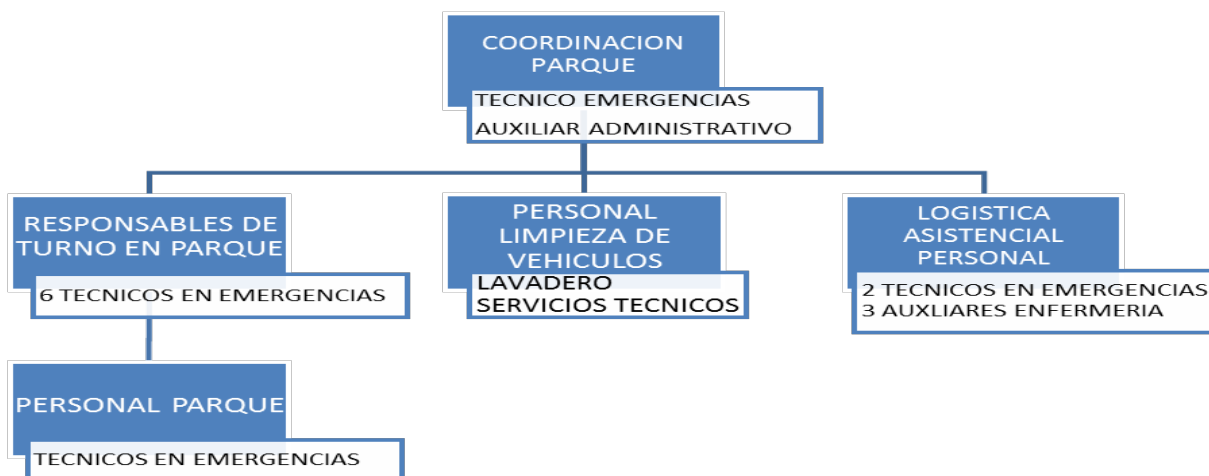 COORDINACION
PARQUE
TECNICO EMERGENCIAS
AUXILIAR ADMINISTRATIVO
RESPONSABLES DE
TURNO EN PARQUE
6 TECNICOS EN EMERGENCIAS
PERSONAL
LIMPIEZA DE
VEHICULOS
LAVADERO
SERVICIOS TECNICOS
LOGISTICA
ASISTENCIAL
PERSONAL
2 TECNICOS EN EMERGENCIAS
3 AUXLIARES ENFERMERIA
PERSONAL PARQUE
TECNICOS EN EMERGENCIAS